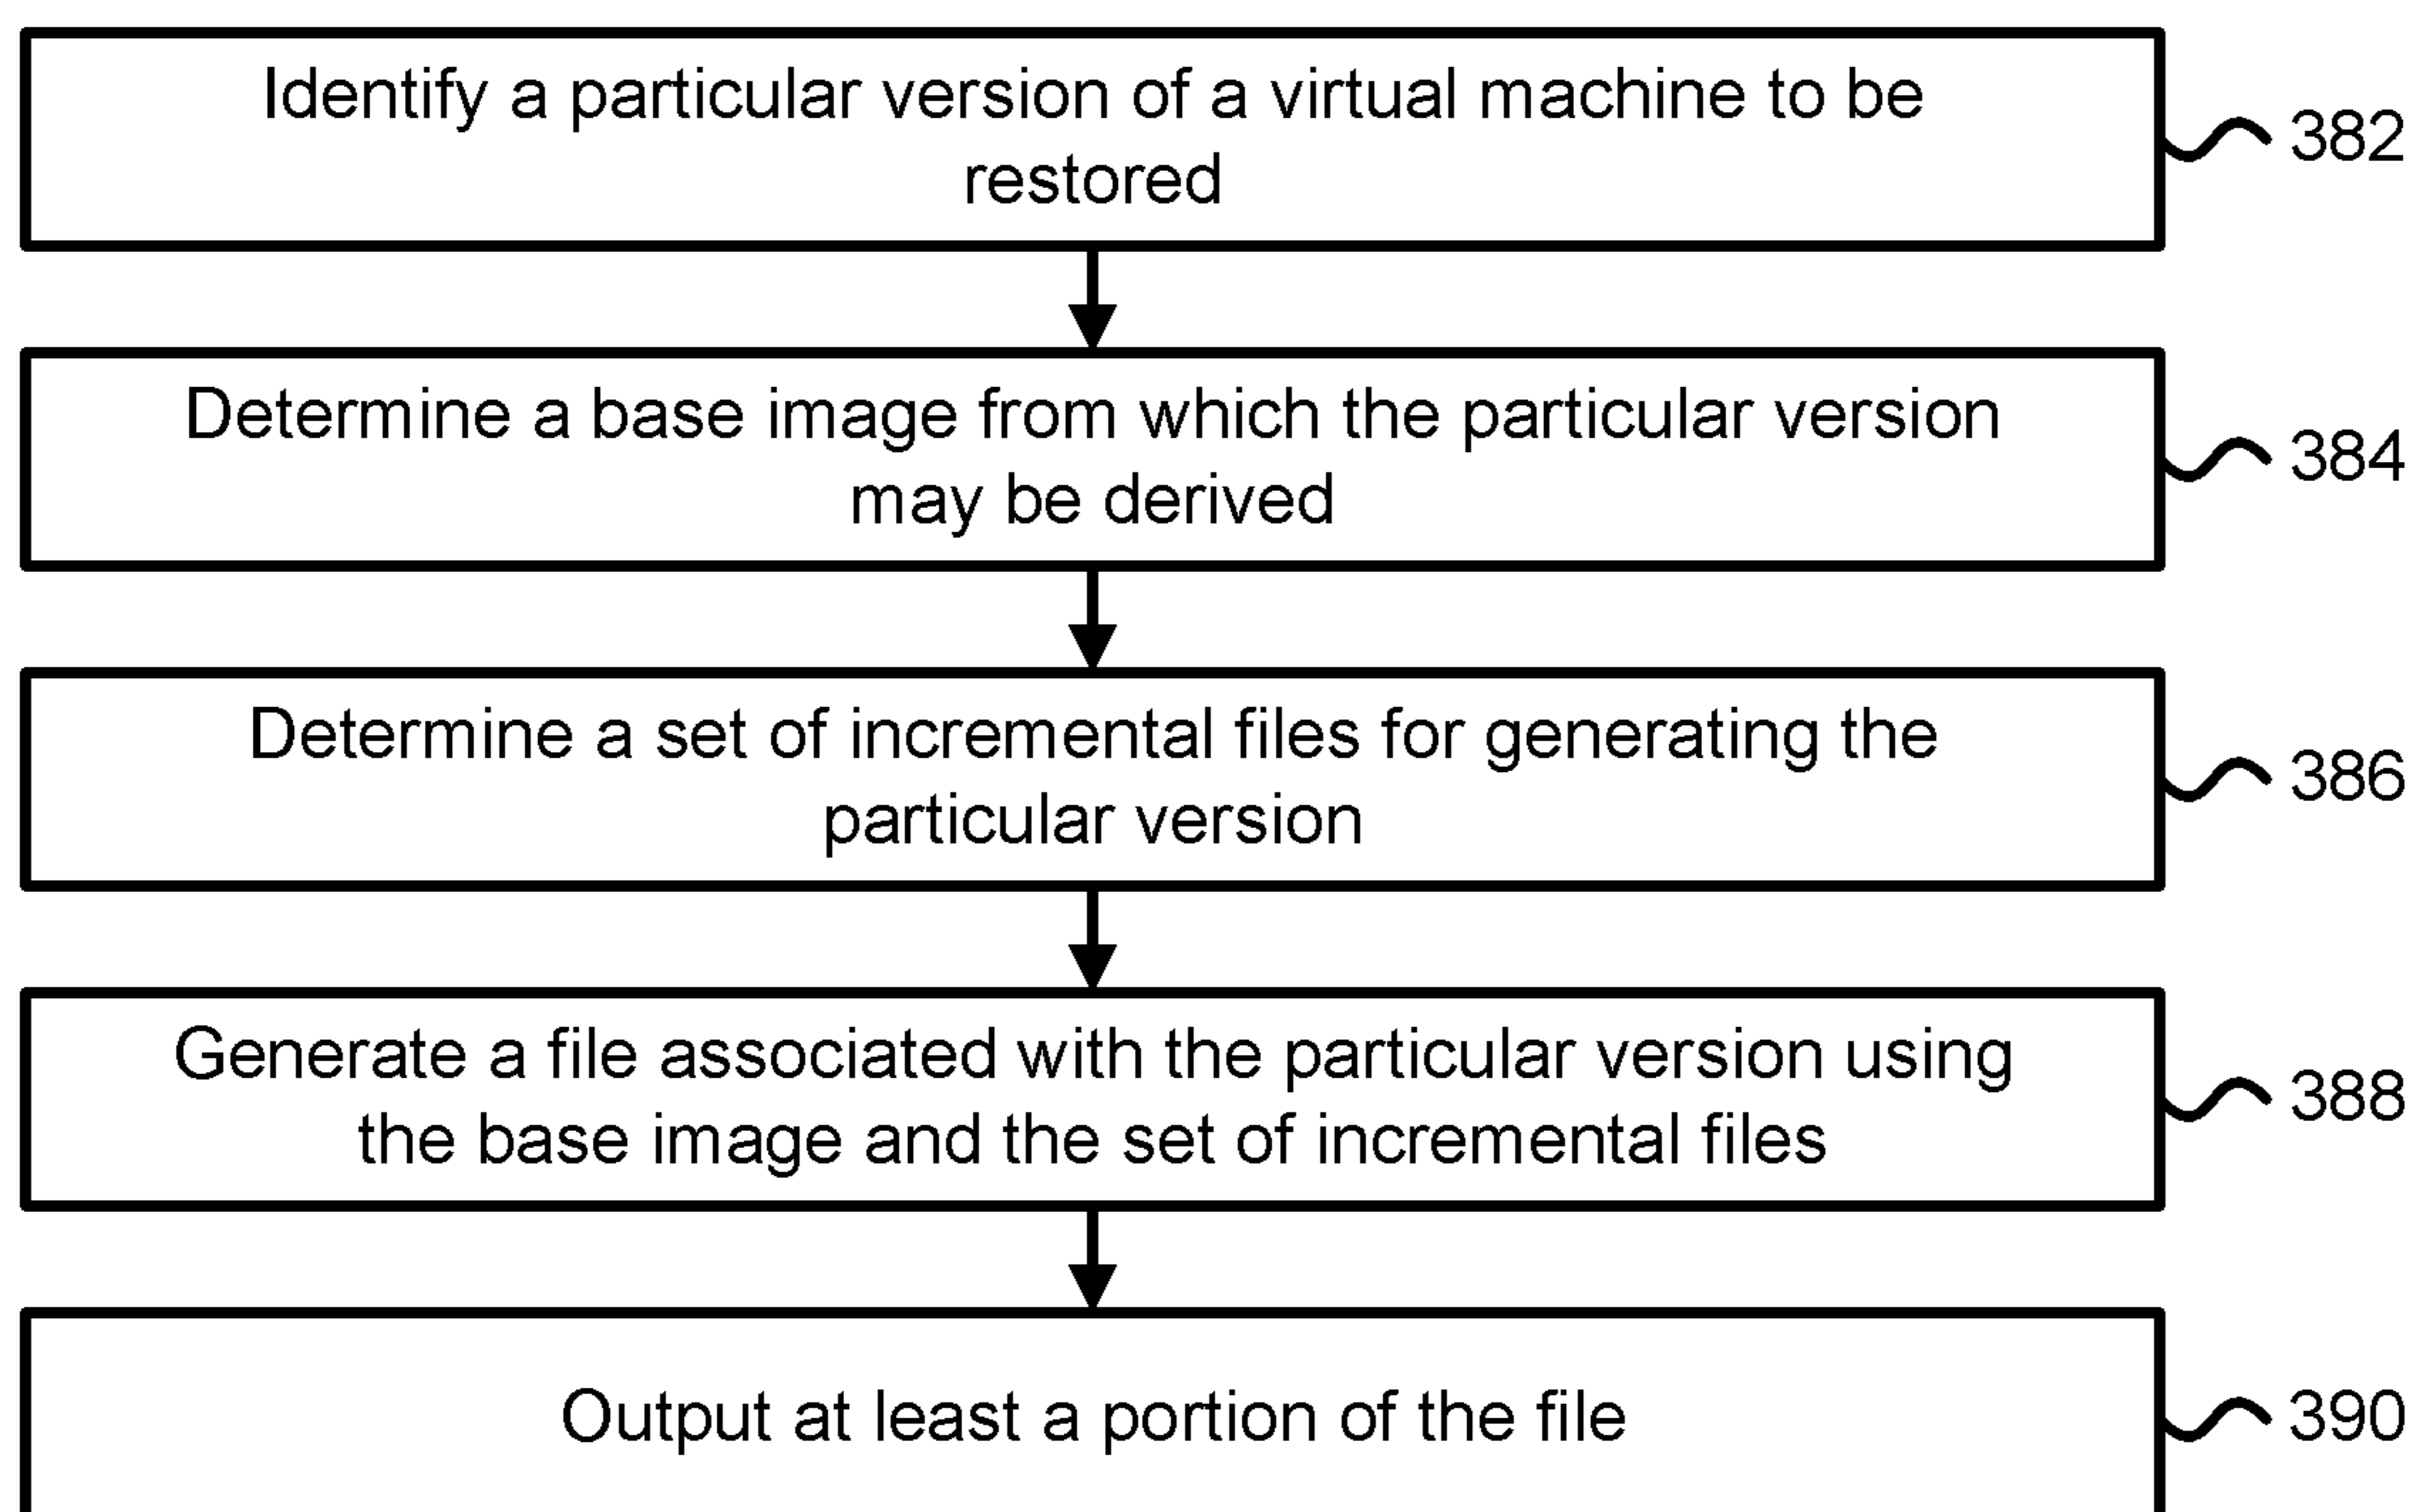 Identify a particular version of a virtual machine to be
restored
382
Determine a base image from which the particular version
may be derived
384
Determine a set of incremental files for generating the
particular version
386
Generate a file associated with the particular version using
the base image and the set of incremental files
388
Output at least a portion of the file
390